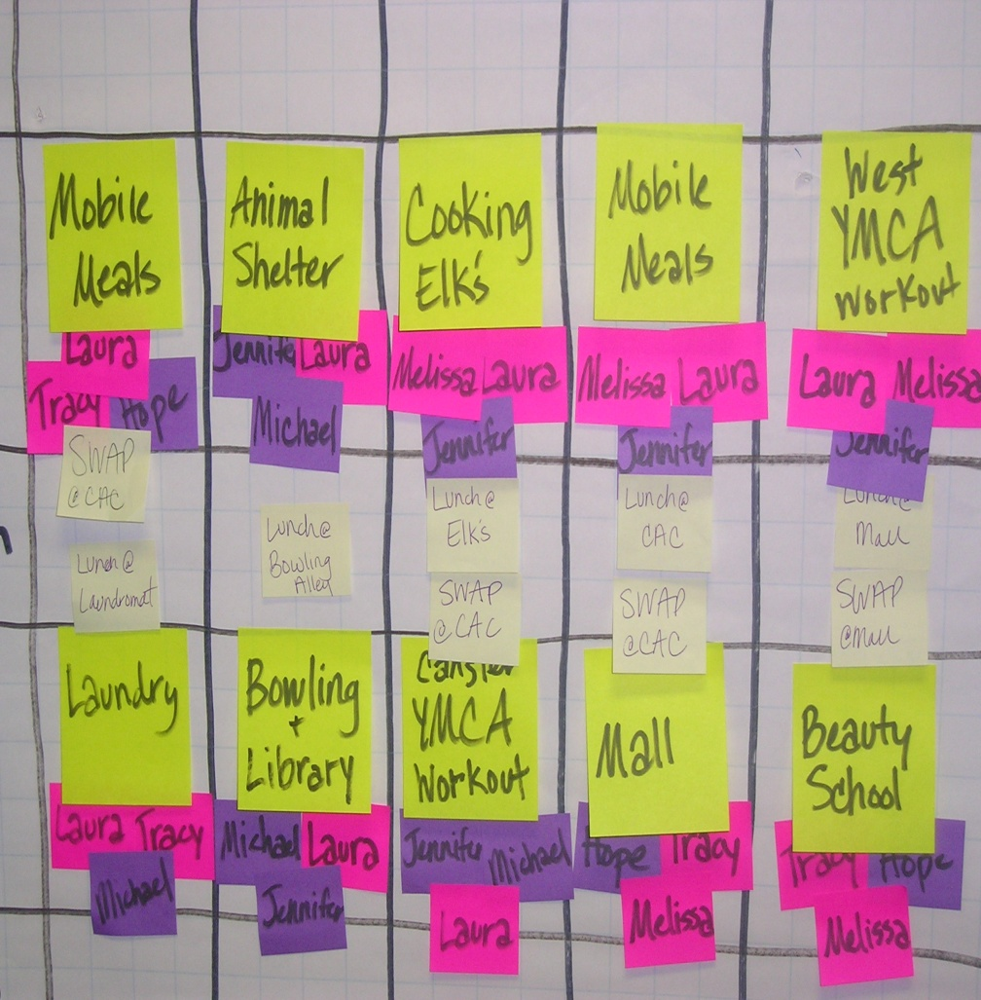 Mobile
Meals
Laura
Tracy Hope
SWAP
@ CAC
Lunch @
Laundromat
Laundry
Laura Tracy
Michael
Animal
Shelter
Jennifer Laura
Michael
Lunch @
Bowling
Alley
Bowling
+
Library
Michael Laura
Jennifer
Cooking
Elk's
Melissa Laura
Jennifer
Lunch @
Elk's
SWAP
@ CAC
YMCA
Workout
Jennifer Michael
Laura
Mobile
Meals
Melissa Laura
Jennifer
Lunch @
CAC
SWAP
@CAC
Mall
Hope Tracy
Melissa
West
YMCA
Workout
Laura Melissa
Jennifer
Lunch @
Mall
SWAP
@Mall
Beauty
School
Tracy Hope
Melissa